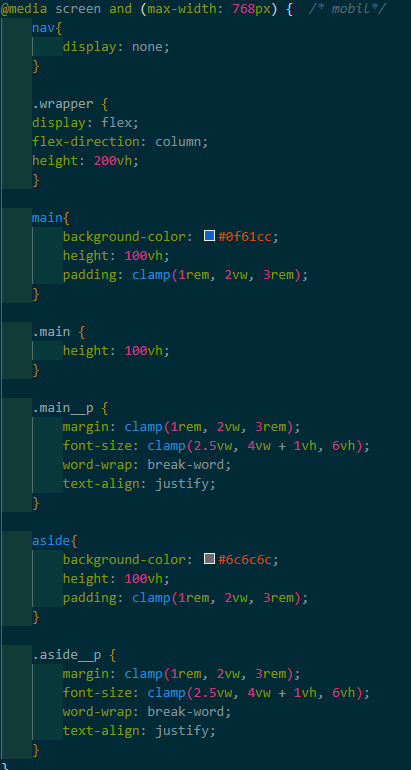 @media screen and (max-width: 768px) {  /* mobil*/
    nav{
        display: none;
    }

    .wrapper {
    display: flex;
    flex-direction: column;
    height: 200vh;
    }

    main{
        background-color: #0f61cc;
        height: 100vh;
        padding: clamp(1rem, 2vw, 3rem);
    }

    .main {
        height: 100vh;
    }

    .main__p {
        margin: clamp(1rem, 2vw, 3rem);
        font-size: clamp(2.5vw, 4vw + 1vh, 6vh);
        word-wrap: break-word;
        text-align: justify;
    }

    aside{
        background-color: #6c6c6c;
        height: 100vh;
        padding: clamp(1rem, 2vw, 3rem);
    }

    .aside__p {
        margin: clamp(1rem, 2vw, 3rem);
        font-size: clamp(2.5vw, 4vw + 1vh, 6vh);
        word-wrap: break-word;
        text-align: justify;
    }
}